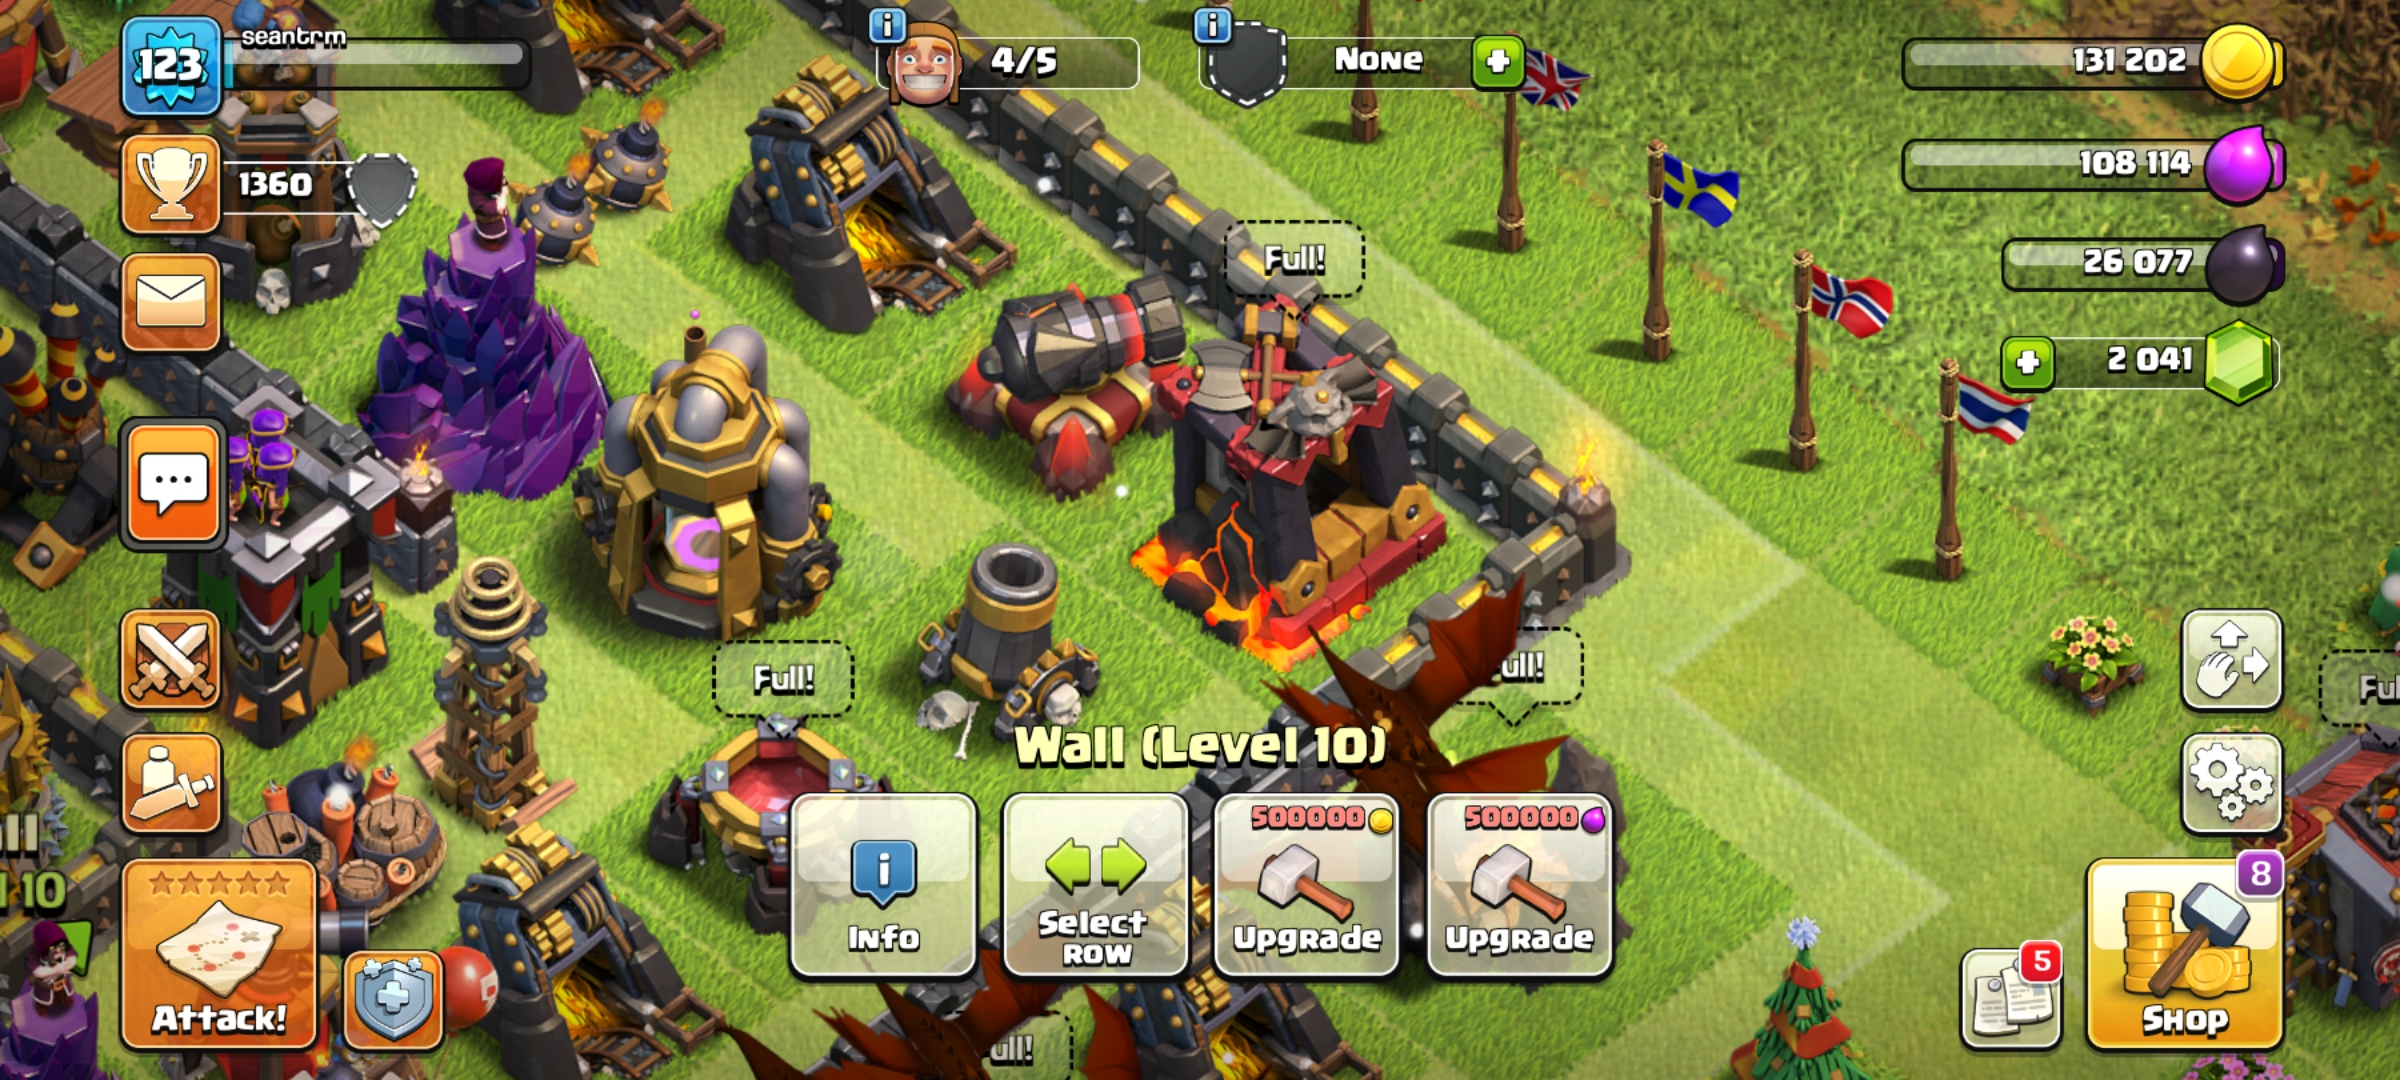 123
seantrm
4/5
None
131 202
1360
108 114
Full!
26 077
2 041
Full!
Wall (Level 10)
500000
500000
Info
Select
Row
Upgrade
Upgrade
10
8
5
Attack!
Shop